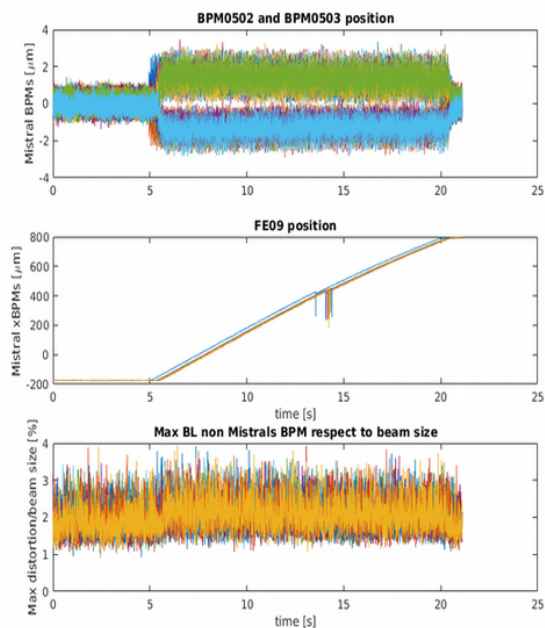 BPM0502 and BPM0503 position
Mistral BPMs [μm]
4
2
0
-2
-4
0 5 10 15 20 25
FE09 position
Mistral xBPMs [μm]
800
600
400
200
0
-200
0 5 10 15 20 25
time [s]
Max BL non Mistrals BPM respect to beam size
Max distortion/beam size [%]
4
3
2
1
0
0 5 10 15 20 25
time [s]